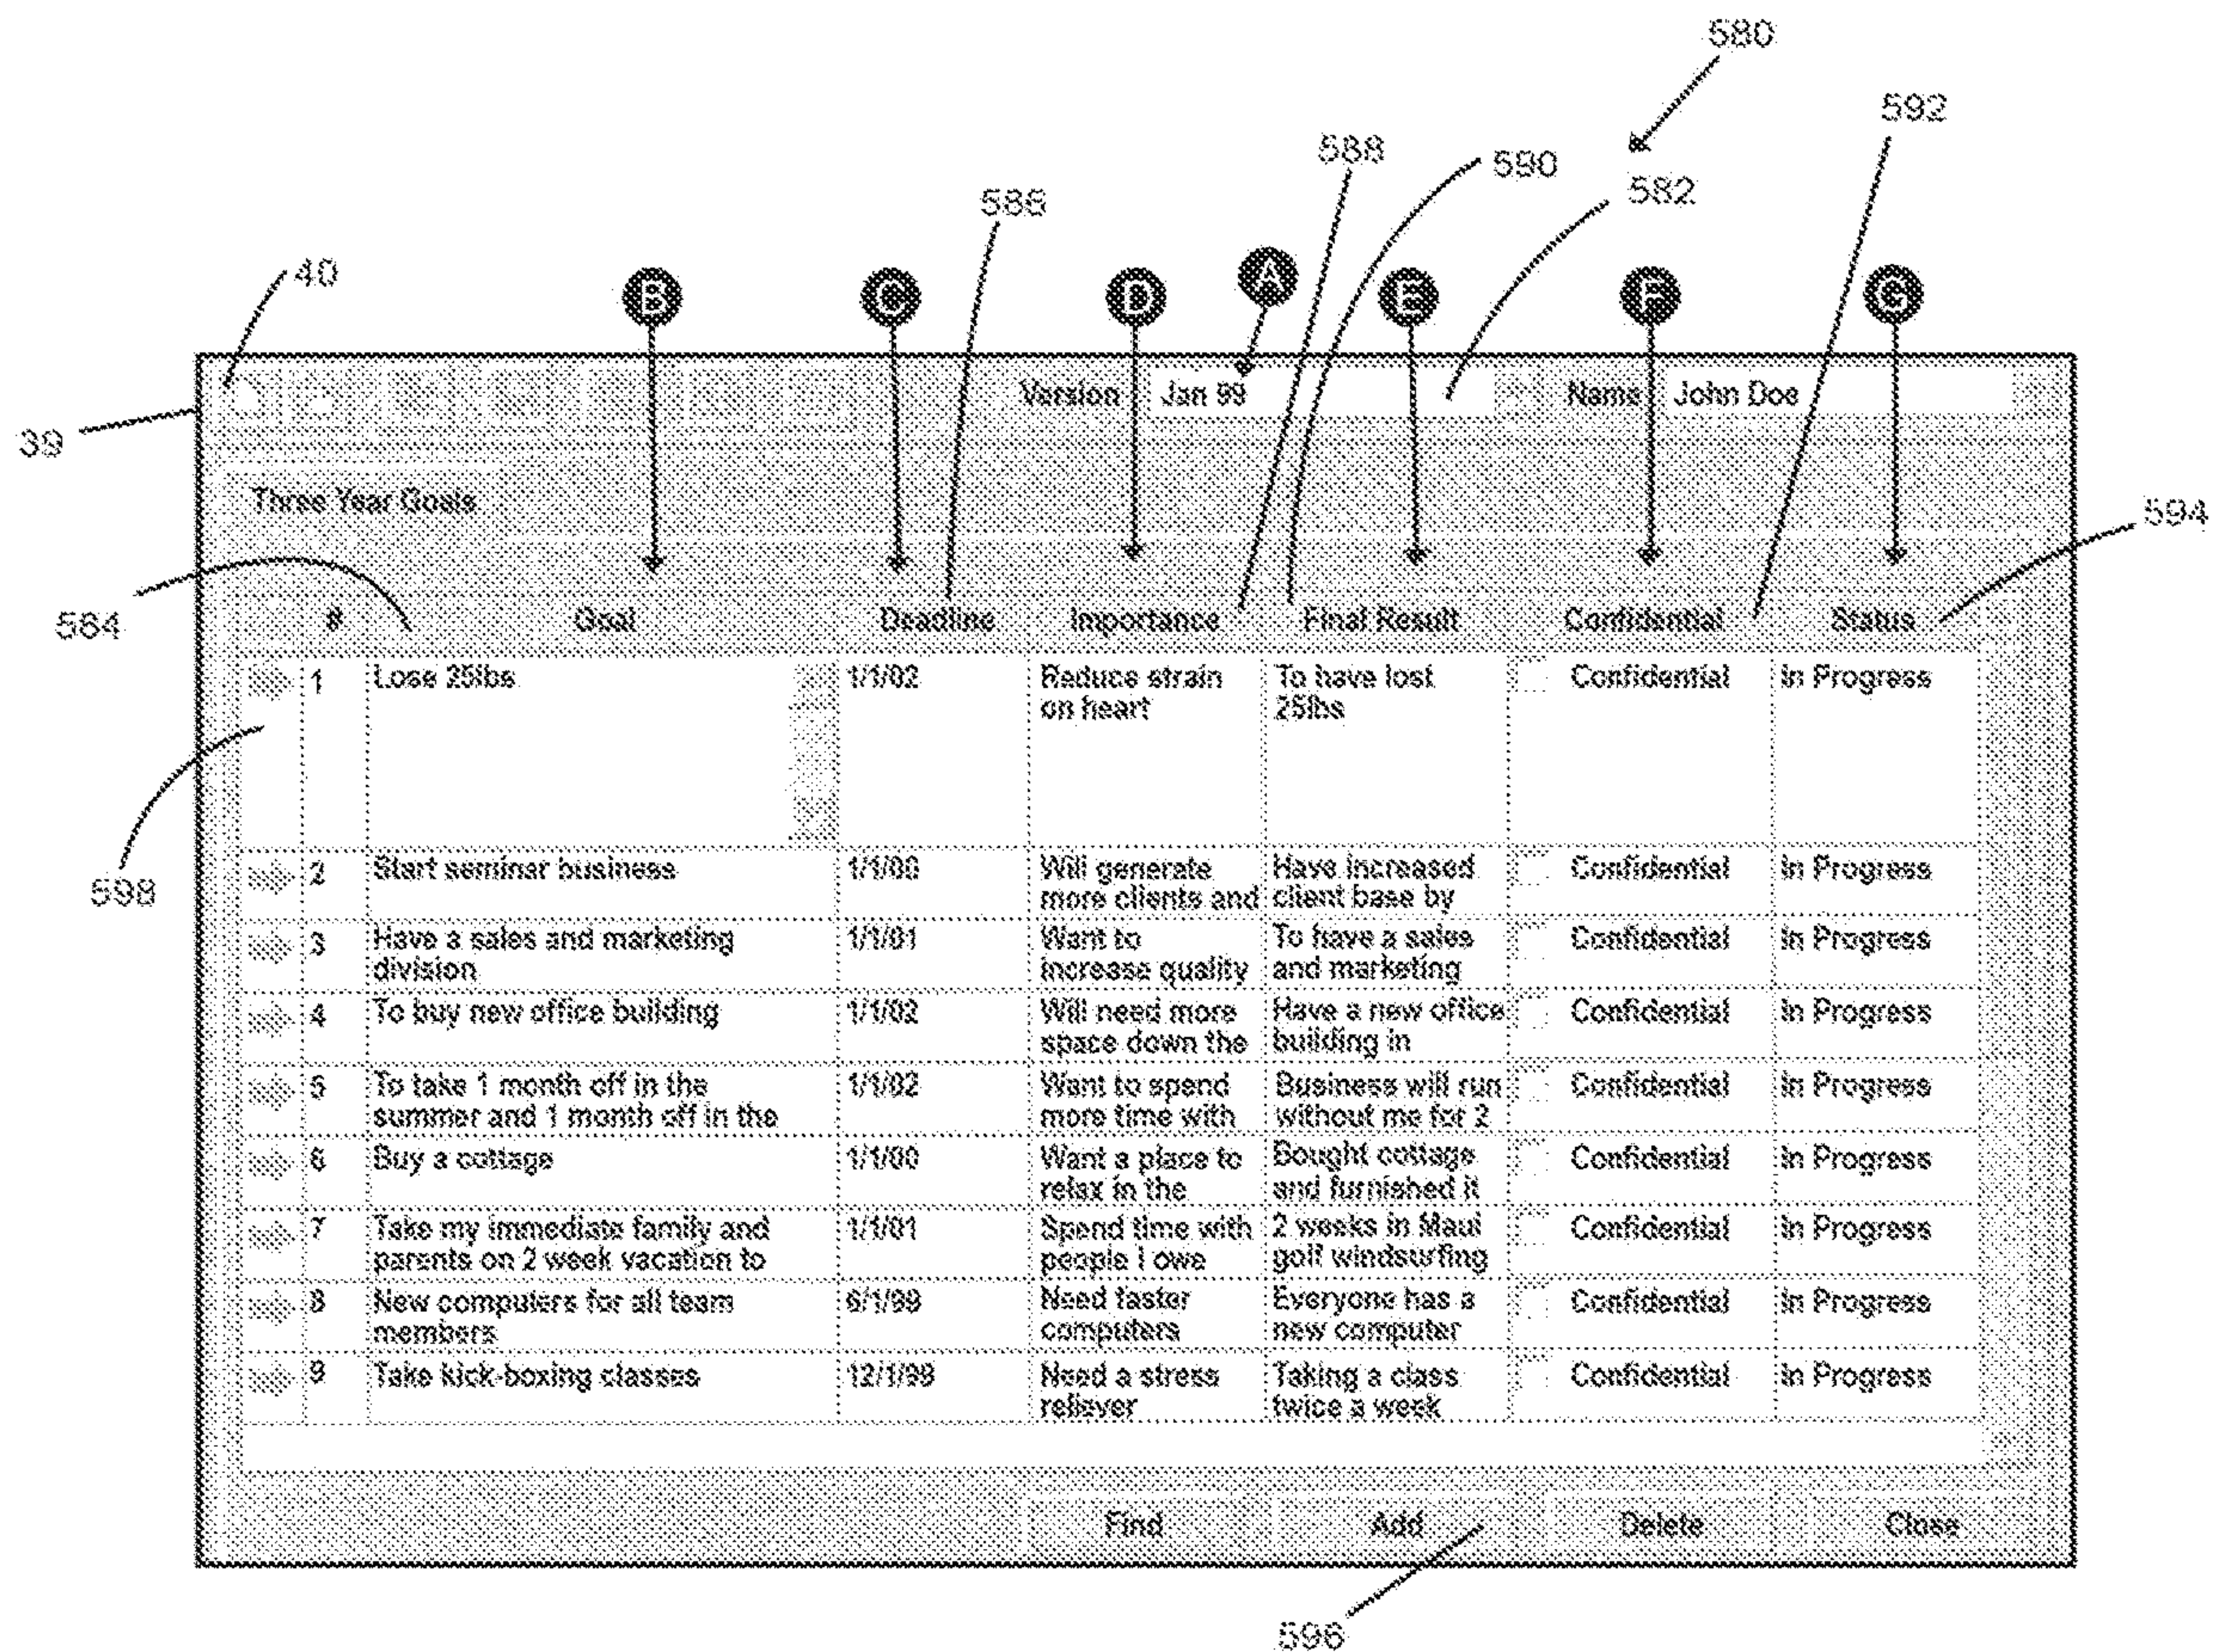 580
592
588
590
582
586
40
A
B
C
D
E
F
G
Version
Jan 99
Name
John Doe
39
Three Year Goals
594
584
#
Goal
Deadline
Importance
Final Result
Confidential
Status
1
Lose 25lbs
1/1/02
Reduce strain
on heart
To have lost
25lbs
Confidential
In Progress
598
2
Start seminar business
1/1/00
Will generate
more clients and
Have increased
client base by
Confidential
In Progress
3
Have a sales and marketing
division
1/1/01
Want to
increase quality
To have a sales
and marketing
Confidential
In Progress
4
To buy new office building
1/1/02
Will need more
space down the
Have a new office
building in
Confidential
In Progress
5
To take 1 month off in the
summer and 1 month off in the
1/1/02
Want to spend
more time with
Business will run
without me for 2
Confidential
In Progress
6
Buy a cottage
1/1/00
Want a place to
relax in the
Bought cottage
and furnished it
Confidential
In Progress
7
Take my immediate family and
parents on 2 week vacation to
1/1/01
Spend time with
people I owe
2 weeks in Maui
golf windsurfing
Confidential
In Progress
8
New computers for all team
members
6/1/99
Need faster
computers
Everyone has a
new computer
Confidential
In Progress
9
Take kick-boxing classes
12/1/99
Need a stress
reliever
Taking a class
twice a week
Confidential
In Progress
Find
Add
Delete
Close
596